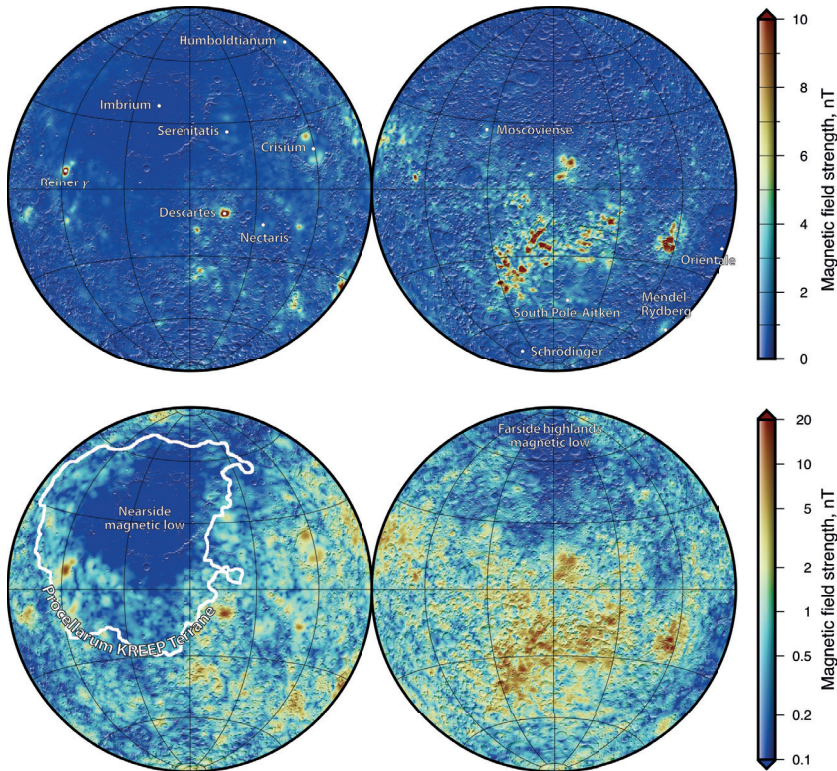 Humboldtianum
Imbrium
Serenitatis
Crisium
Reiner γ
Descartes
Nectaris
Moscoviense
Orientale
Mendel-
Rydberg
South Pole-Aitken
Schrödinger
10
8
6
4
2
0
Magnetic field strength, nT
Nearside
magnetic low
Procellarum KREEP Terrane
Farside highlands
magnetic low
20
10
5
2
1
0.5
0.2
0.1
Magnetic field strength, nT